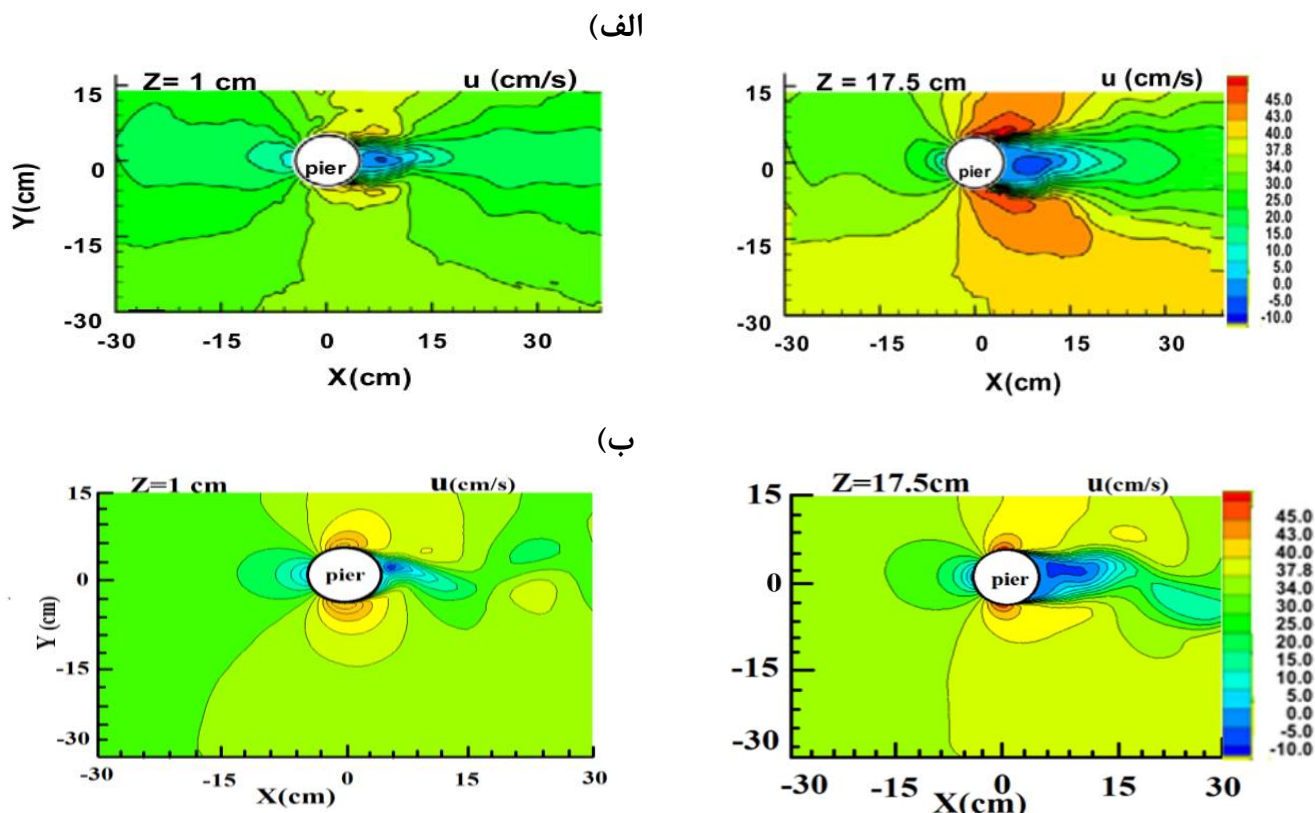 الف)
Z= 1 cm u (cm/s)
Z = 17.5 cm u (cm/s)
15
0
-15
-30
Y(cm)
pier
-30 -15 0 15 30
X(cm)
15
0
-15
-30
pier
-30 -15 0 15 30
X(cm)
45.0
43.0
40.0
37.8
34.0
30.0
25.0
20.0
15.0
10.0
5.0
0.0
-5.0
-10.0
ب)
Z=1 cm u(cm/s)
Z=17.5cm u(cm/s)
15
0
-15
-30
Y (cm)
pier
-30 -15 0 15 30
X(cm)
15
0
-15
-30
pier
-30 -15 0 15 30
X(cm)
45.0
43.0
40.0
37.8
34.0
30.0
25.0
20.0
15.0
10.0
5.0
0.0
-5.0
-10.0